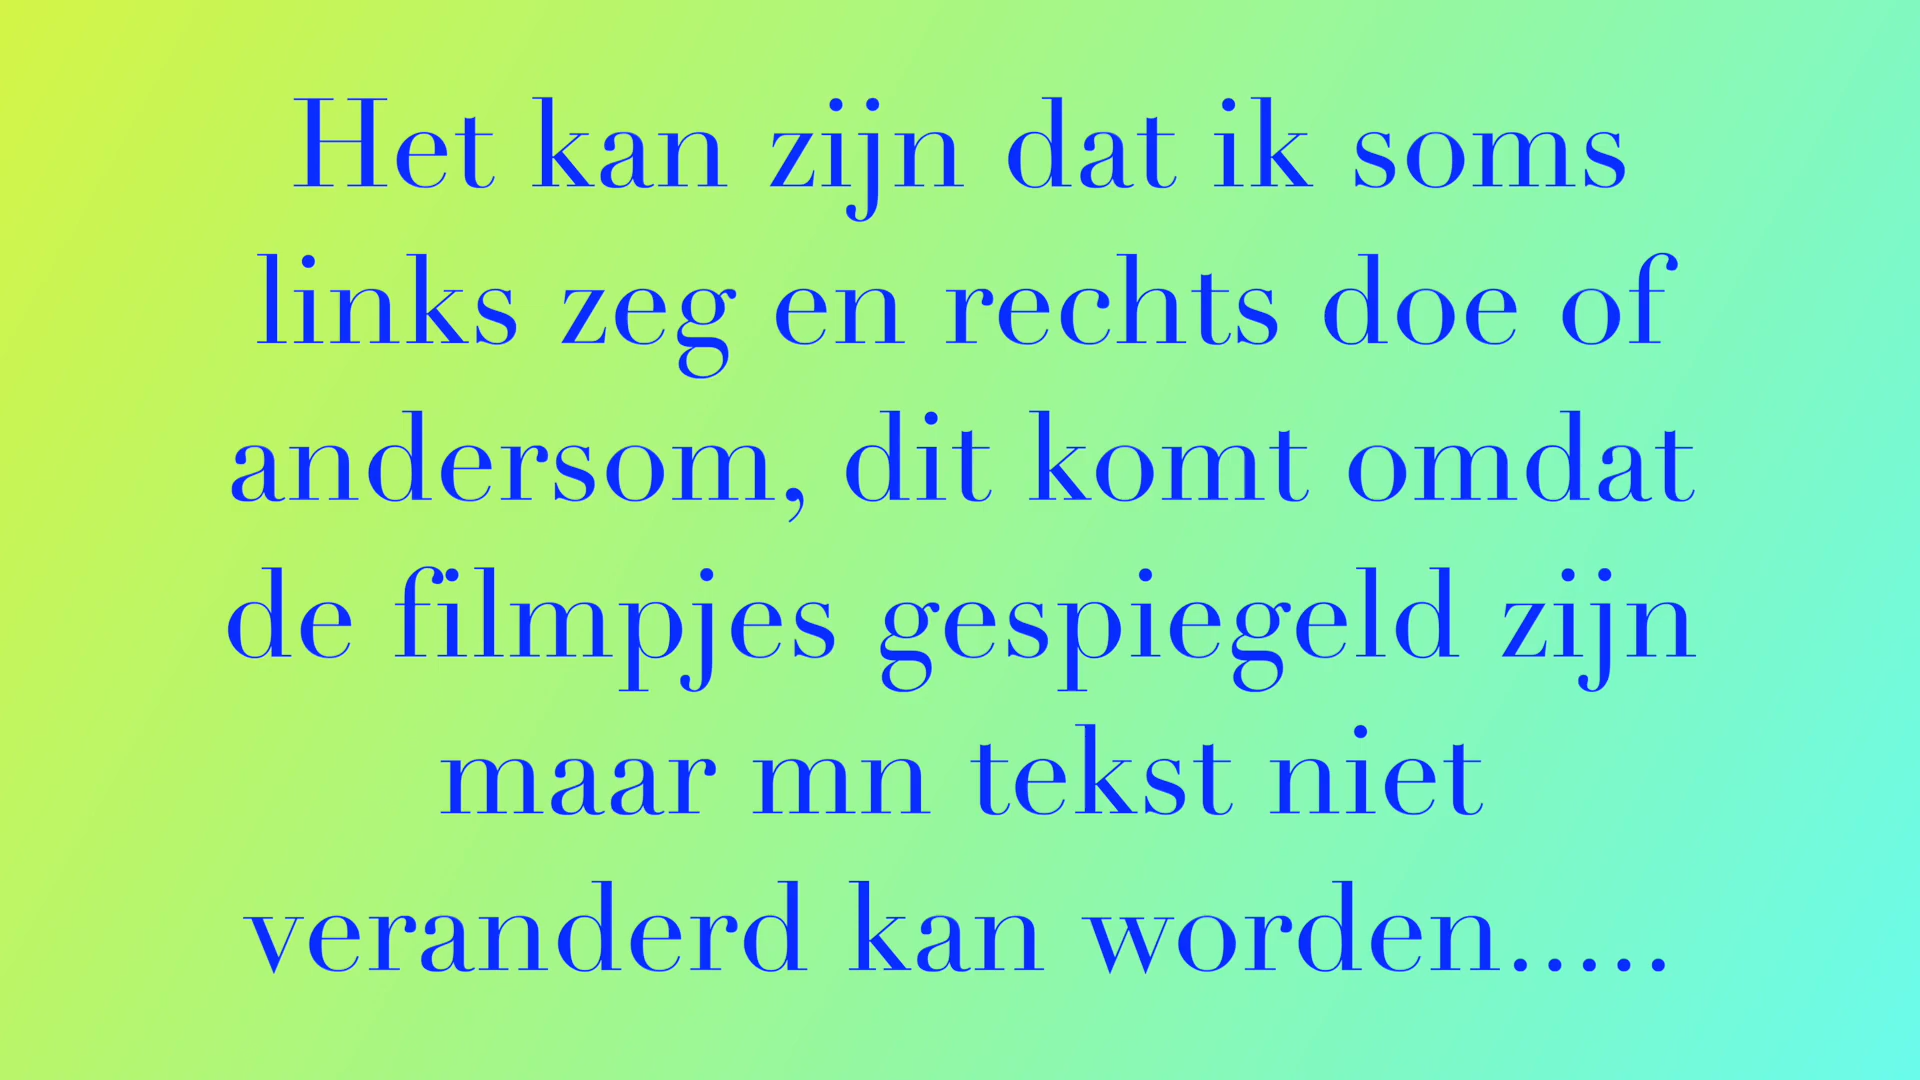 Het kan zijn dat ik soms
links zeg en rechts doe of
andersom, dit komt omdat
de filmpjes gespiegeld zijn
maar mn tekst niet
veranderd kan worden.....